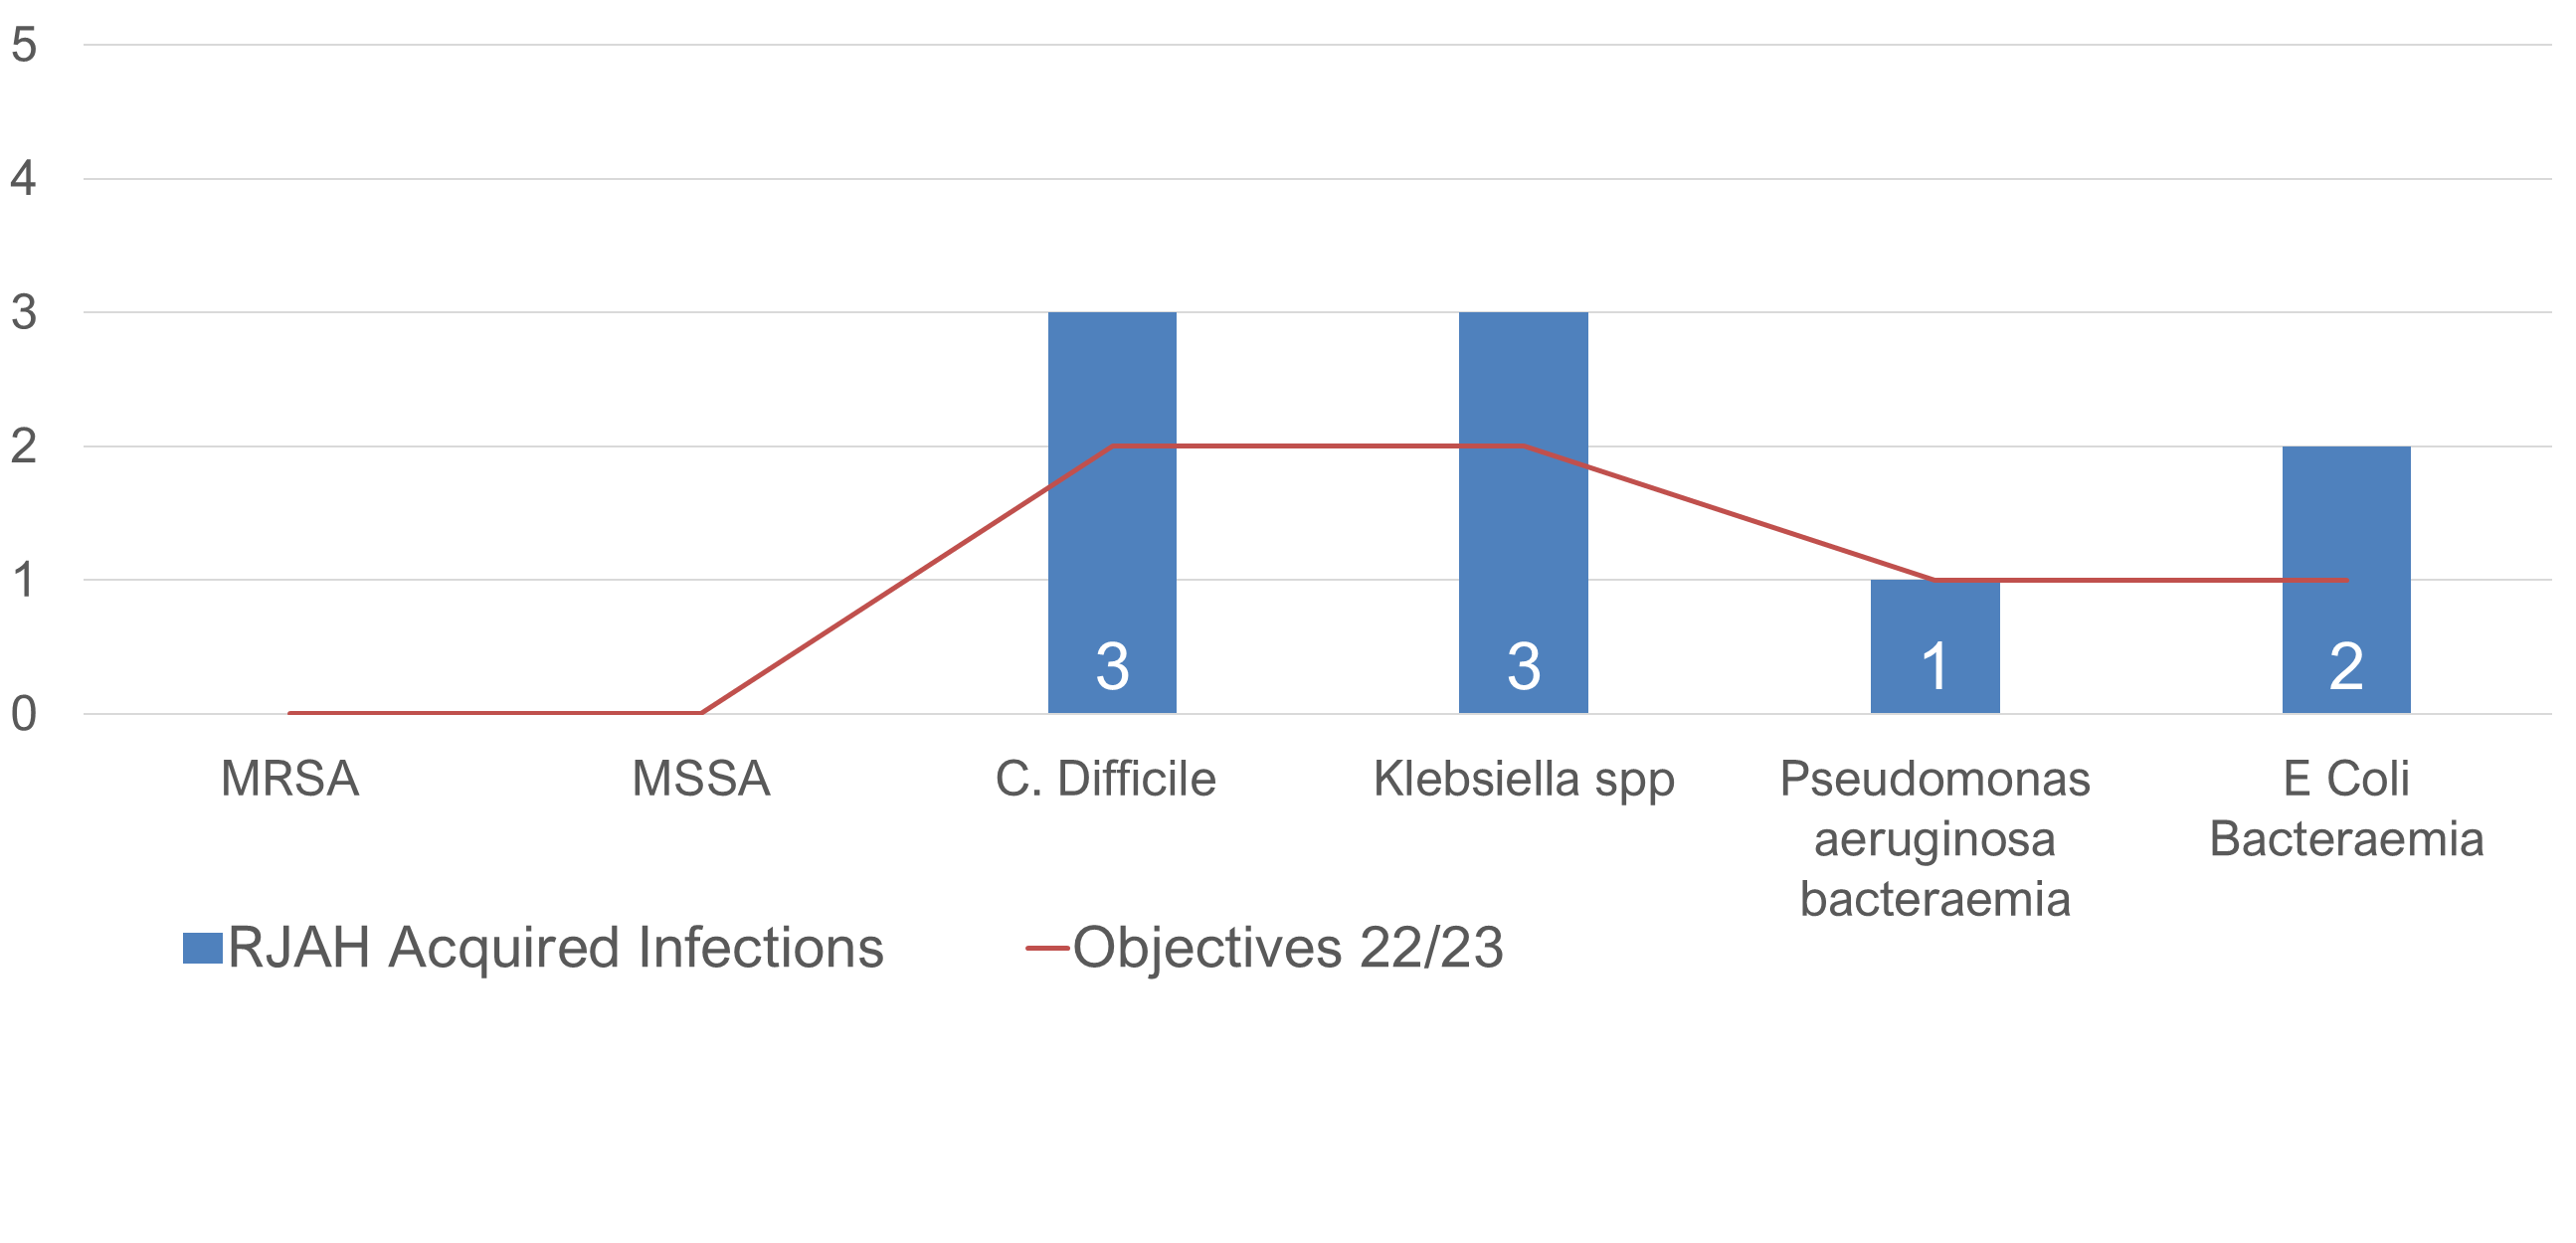 5
4
3
2
1
0
3
3
1
2
MRSA
MSSA
C. Difficile
Klebsiella spp
Pseudomonas
aeruginosa
bacteraemia
E Coli
Bacteraemia
RJAH Acquired Infections
Objectives 22/23